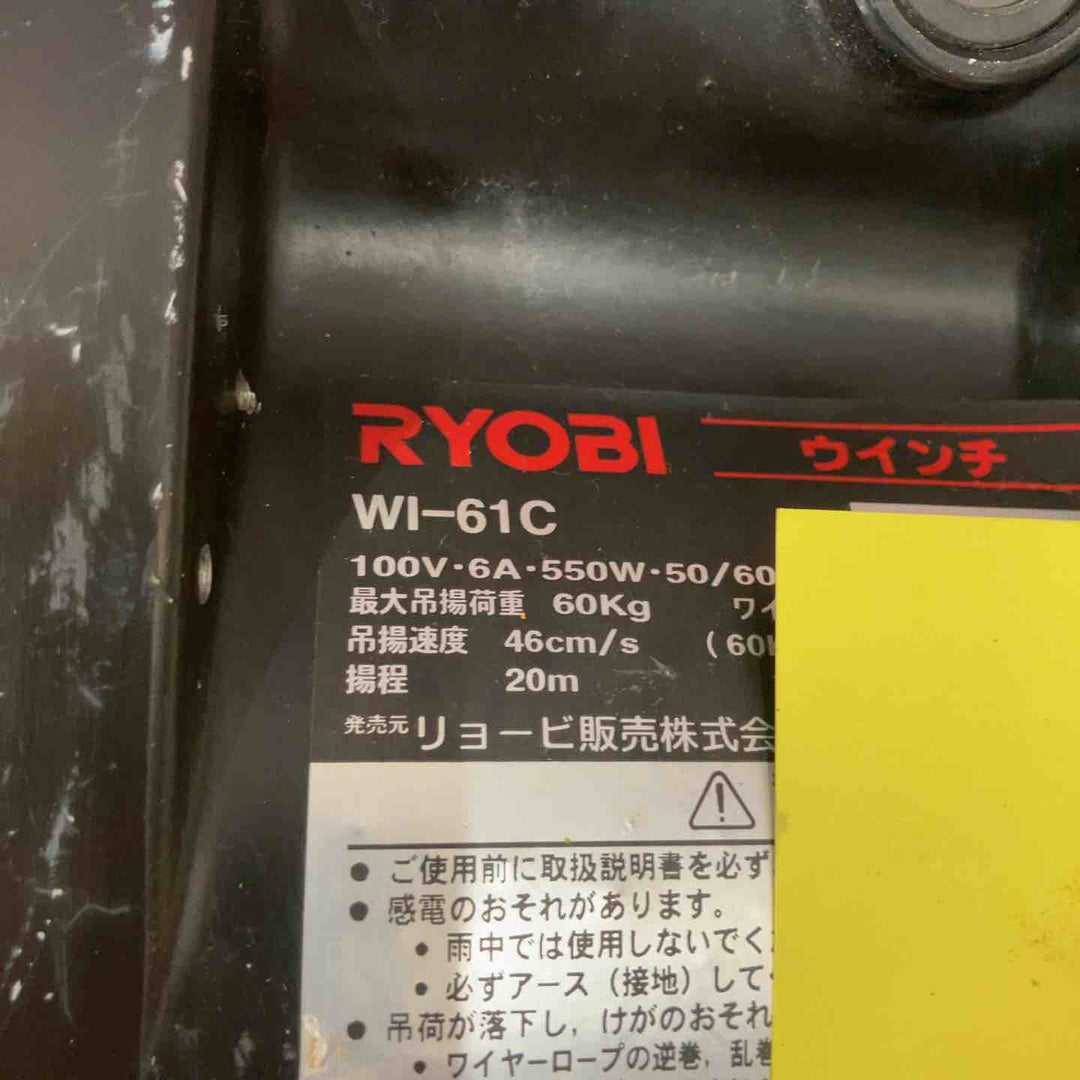 RYOBI ウインチ
WI-61C
100V・6A・550W・50/60
最大吊揚荷重 60Kg ワイ
吊揚速度 46cm/s (60
揚程 20m
発売元 リョービ販売株式会
● ご使用前に取扱説明書を必ず
● 感電のおそれがあります。
• 雨中では使用しないでく
• 必ずアース（接地）して
● 吊荷が落下し，けがのおそれ
• ワイヤーロープの逆巻，乱巻